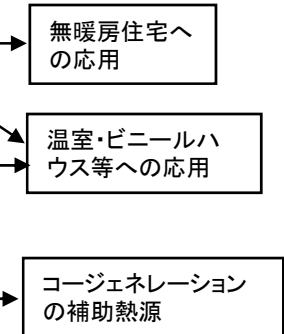 無暖房住宅へ
の応用
温室・ビニールハ
ウス等への応用
コージェネレーション
の補助熱源